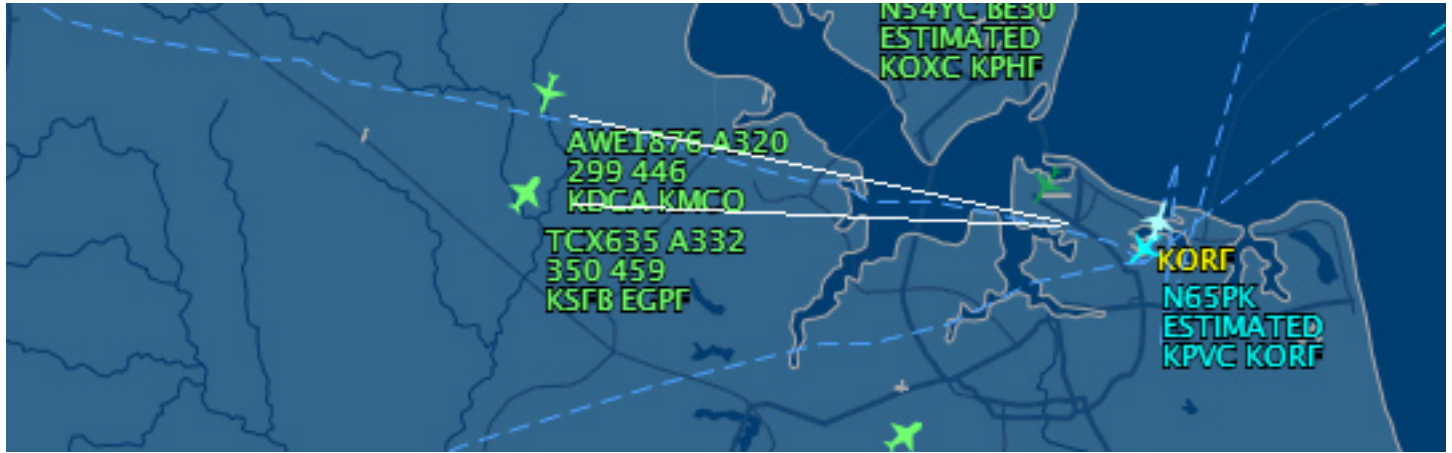 N54YC BE30
ESTIMATED
KOXC KPHF
AWE1876 A320
299 446
KDCA KMCO
TCX635 A332
350 459
KSFB EGPF
KORF
N65PK
ESTIMATED
KPVC KORF